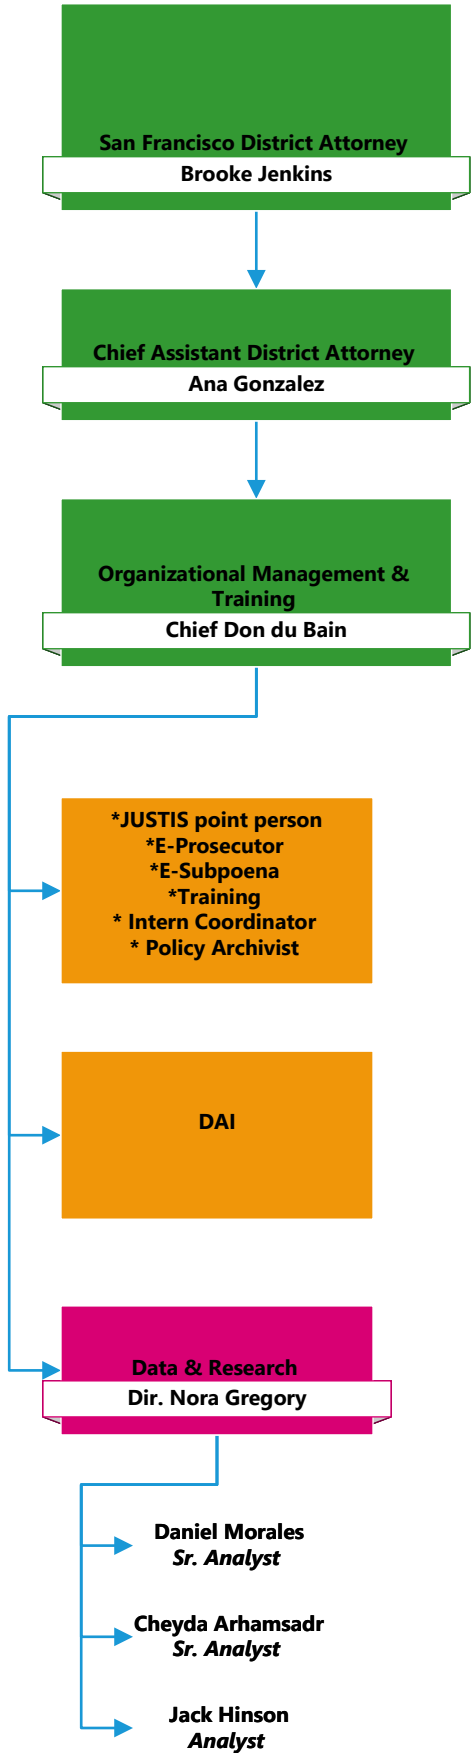 San Francisco District Attorney
Brooke Jenkins
Chief Assistant District Attorney
Ana Gonzalez
Organizational Management &
Training
Chief Don du Bain
*JUSTIS point person
*E-Prosecutor
*E-Subpoena
*Training
* Intern Coordinator
* Policy Archivist
DAI
Data & Research
Dir. Nora Gregory
Daniel Morales
Sr. Analyst
Cheyda Arhamsadr
Sr. Analyst
Jack Hinson
Analyst